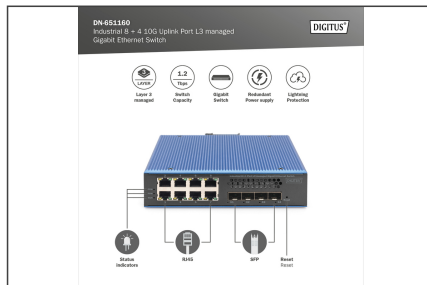 DN-651160
Industrial 8 + 4 10G Uplink Port L3 managed
Gigabit Ethernet Switch
DIGITUS®
3
LAYER
1.2
Tbps
Layer 3
managed
Switch
Capacity
Gigabit
Switch
Redundant
Power supply
Lightning
Protection
Status
indicators
RJ45
SFP
Reset
Reset